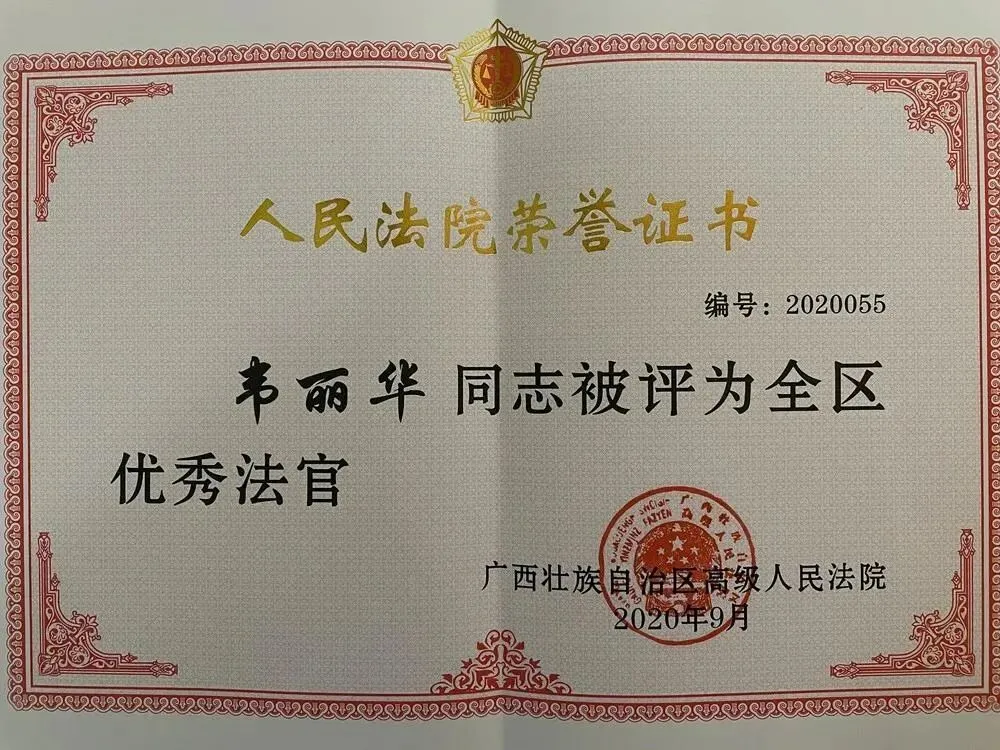 人民法院荣誉证书
编号：2020055
韦丽华 同志被评为全区
优秀法官
广西壮族自治区高级人民法院
2020年9月